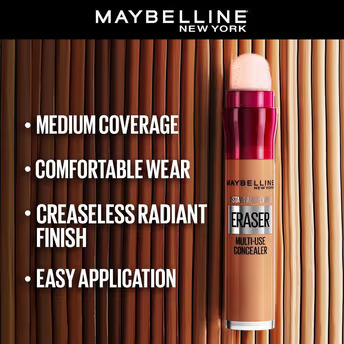 MAYBELLINE
NEW YORK
• MEDIUM COVERAGE
• COMFORTABLE WEAR
• CREASELESS RADIANT
FINISH
• EASY APPLICATION
MAYBELLINE
NEW YORK
ERASER
MULTI-USE
CONCEALER